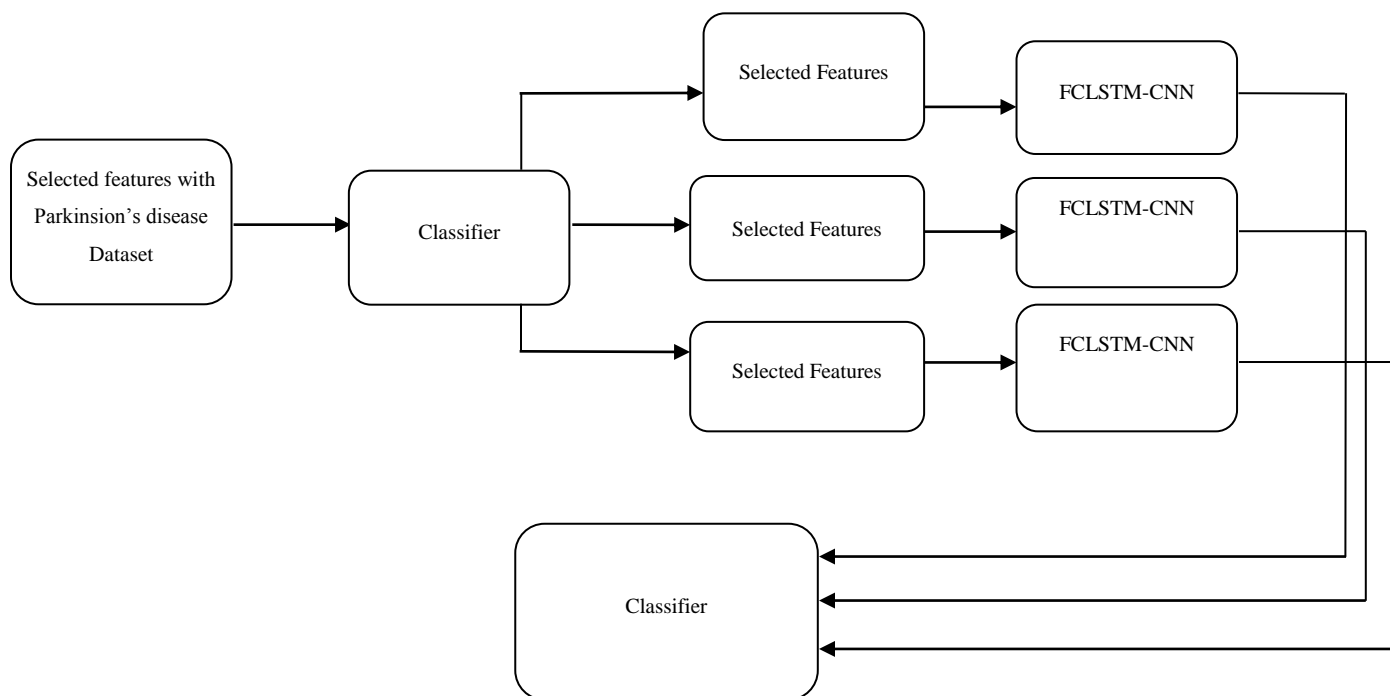 Selected features with
Parkinsion’s disease
Dataset
Classifier
Selected Features
FCLSTM-CNN
Selected Features
FCLSTM-CNN
Selected Features
FCLSTM-CNN
Classifier